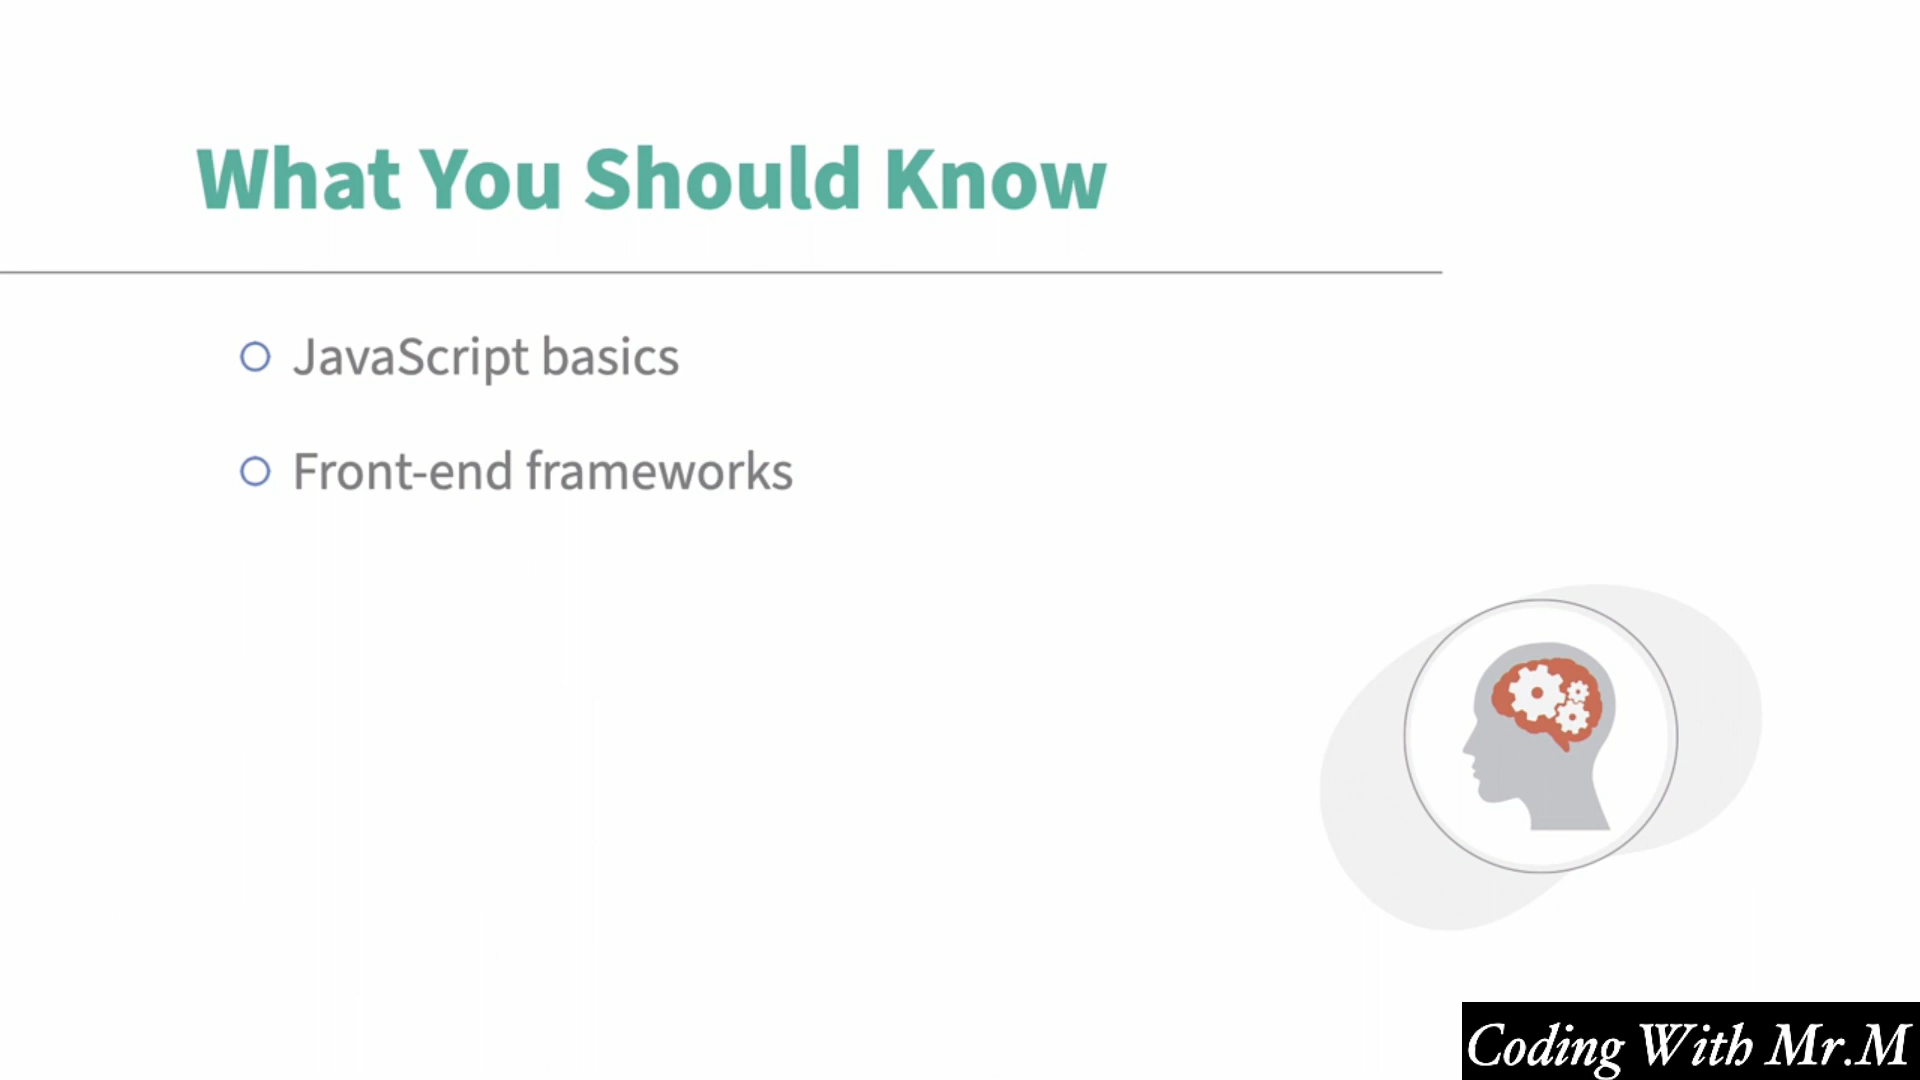 What You Should Know
JavaScript basics
Front-end frameworks
Coding With Mr.M